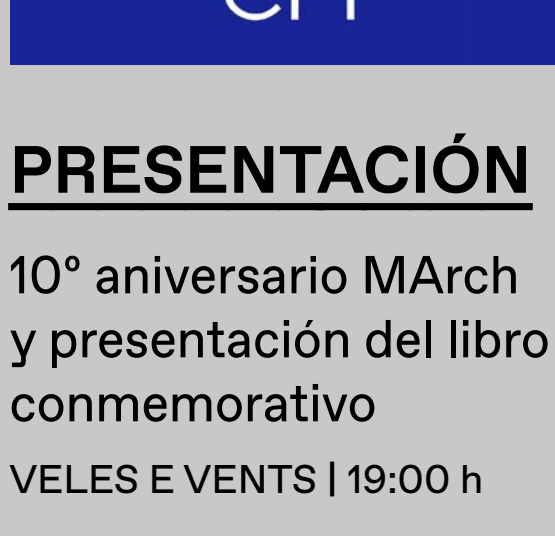 PRESENTACIÓN
10º aniversario MArch
y presentación del libro
conmemorativo
VELES E VENTS | 19:00 h